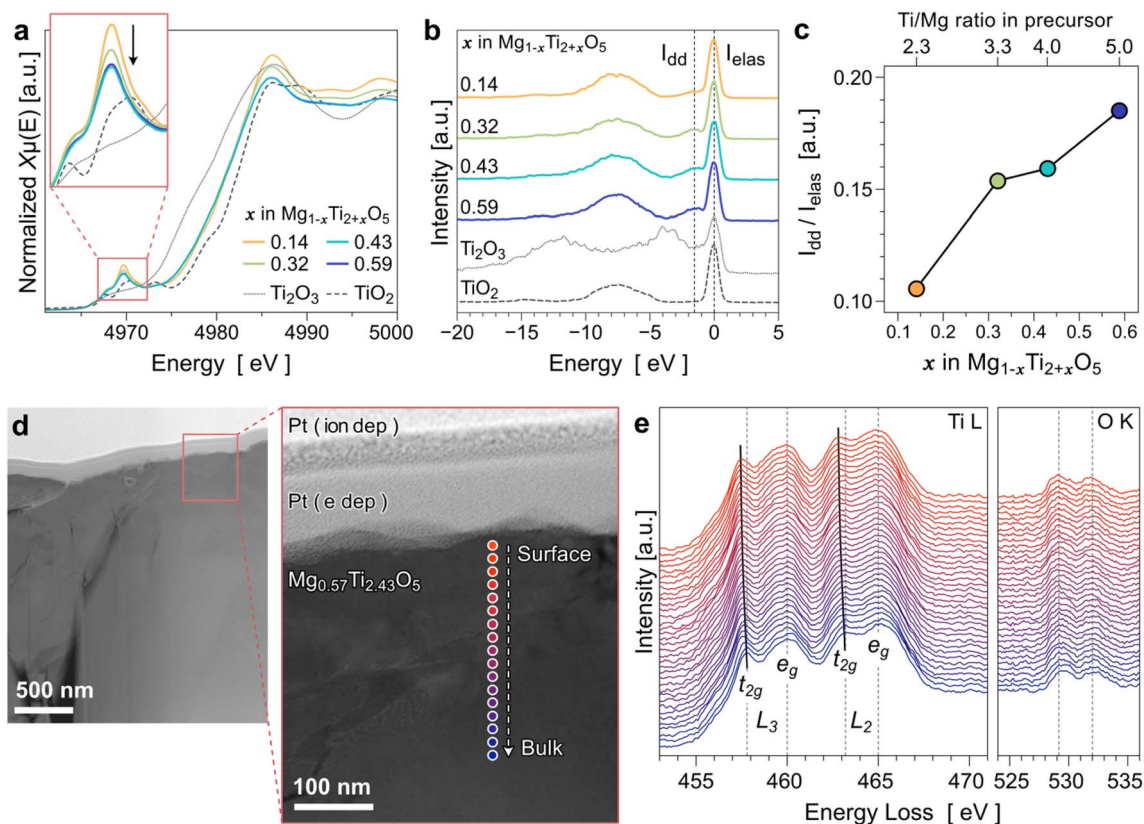 a
Normalized Xμ(E) [a.u.]
x in Mg1-xTi2+xO5
0.14
0.43
0.32
0.59
Ti2O3
TiO2
4970
4980
4990
5000
Energy [ eV ]
b
Intensity [a.u.]
x in Mg1-xTi2+xO5
Idd
Ielas
0.14
0.32
0.43
0.59
Ti2O3
TiO2
-20
-15
-10
-5
0
5
Energy [ eV ]
c
Ti/Mg ratio in precursor
2.3
3.3
4.0
5.0
Idd / Ielas [a.u.]
0.20
0.15
0.10
0.1
0.2
0.3
0.4
0.5
0.6
x in Mg1-xTi2+xO5
d
500 nm
Pt ( ion dep )
Pt ( e dep )
Surface
Mg0.57Ti2.43O5
Bulk
100 nm
e
Intensity [a.u.]
Ti L
O K
t2g
eg
t2g
eg
L3
L2
455
460
465
470
525
530
535
Energy Loss [ eV ]